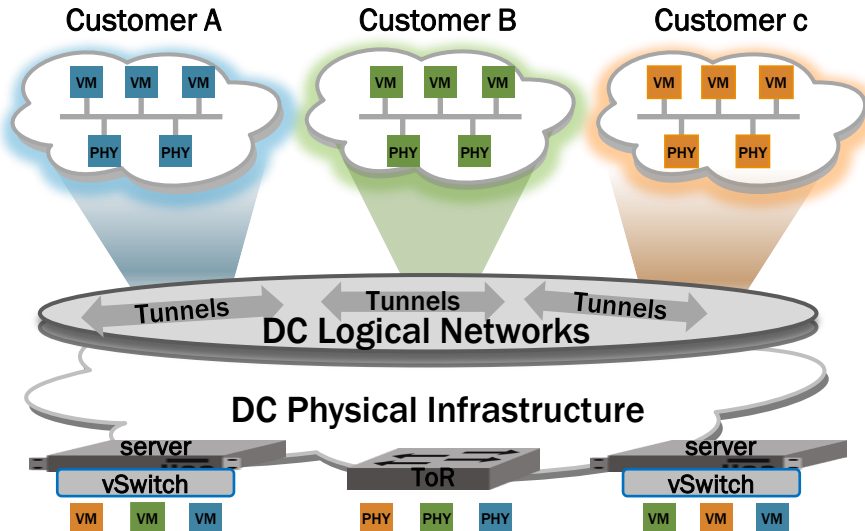 Customer A
Customer B
Customer c
VM VM VM
PHY PHY
VM VM VM
PHY PHY
VM VM VM
PHY PHY
Tunnels
Tunnels
Tunnels
DC Logical Networks
DC Physical Infrastructure
server
vSwitch
VM VM VM
ToR
PHY PHY PHY
server
vSwitch
VM VM VM